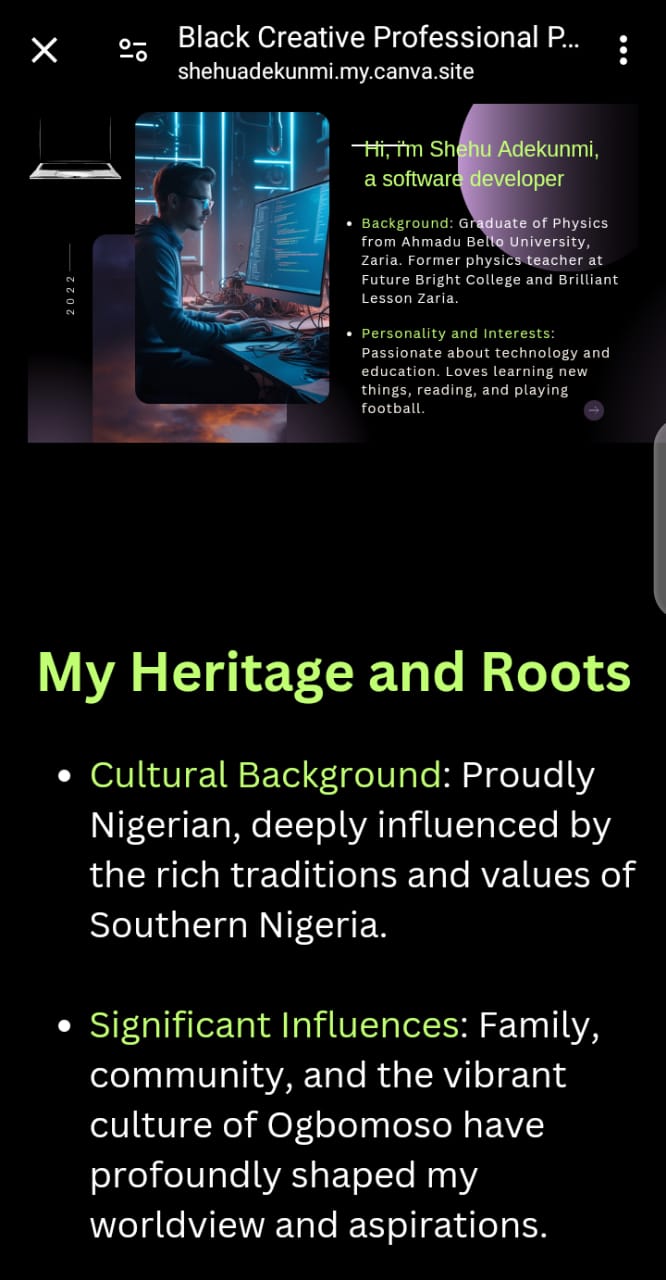 Black Creative Professional P...
shehuadekunmi.my.canva.site
2022
Hi, i'm Shehu Adekunmi,
a software developer
• Background: Graduate of Physics
from Ahmadu Bello University,
Zaria. Former physics teacher at
Future Bright College and Brilliant
Lesson Zaria.
• Personality and Interests:
Passionate about technology and
education. Loves learning new
things, reading, and playing
football.
My Heritage and Roots
• Cultural Background: Proudly
Nigerian, deeply influenced by
the rich traditions and values of
Southern Nigeria.
• Significant Influences: Family,
community, and the vibrant
culture of Ogbomoso have
profoundly shaped my
worldview and aspirations.